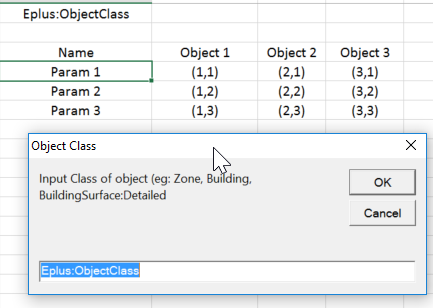 Eplus:ObjectClass
Name Object 1 Object 2 Object 3
Param 1 (1,1) (2,1) (3,1)
Param 2 (1,2) (2,2) (3,2)
Param 3 (1,3) (2,3) (3,3)
Object Class
Input Class of object (eg: Zone, Building,
BuildingSurface:Detailed
OK
Cancel
Eplus:ObjectClass